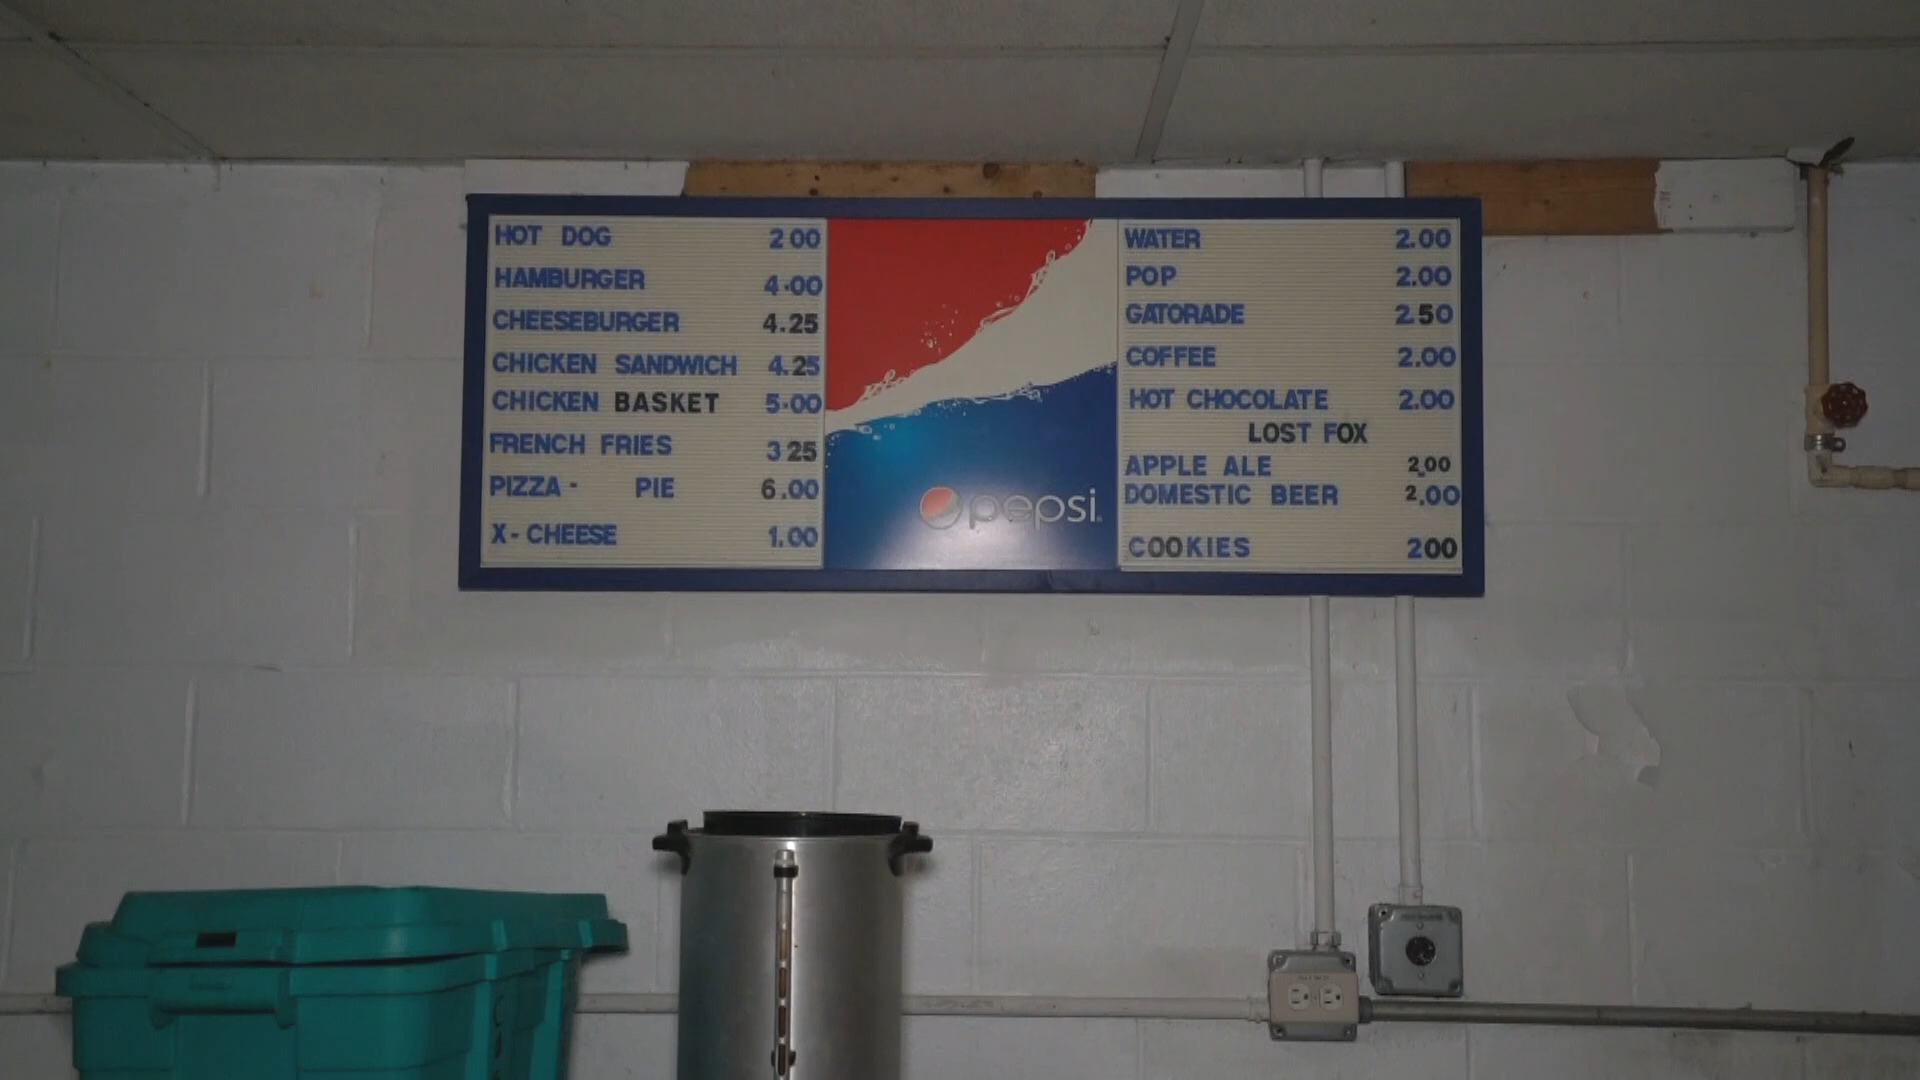 HOT DOG 2 00
HAMBURGER 4.00
CHEESEBURGER 4.25
CHICKEN SANDWICH 4.25
CHICKEN BASKET 5.00
FRENCH FRIES 3 25
PIZZA - PIE 6.00
X - CHEESE 1.00
pepsi
WATER 2.00
POP 2.00
GATORADE 2 50
COFFEE 2.00
HOT CHOCOLATE 2.00
LOST FOX
APPLE ALE 2.00
DOMESTIC BEER 2.00
COOKIES 200